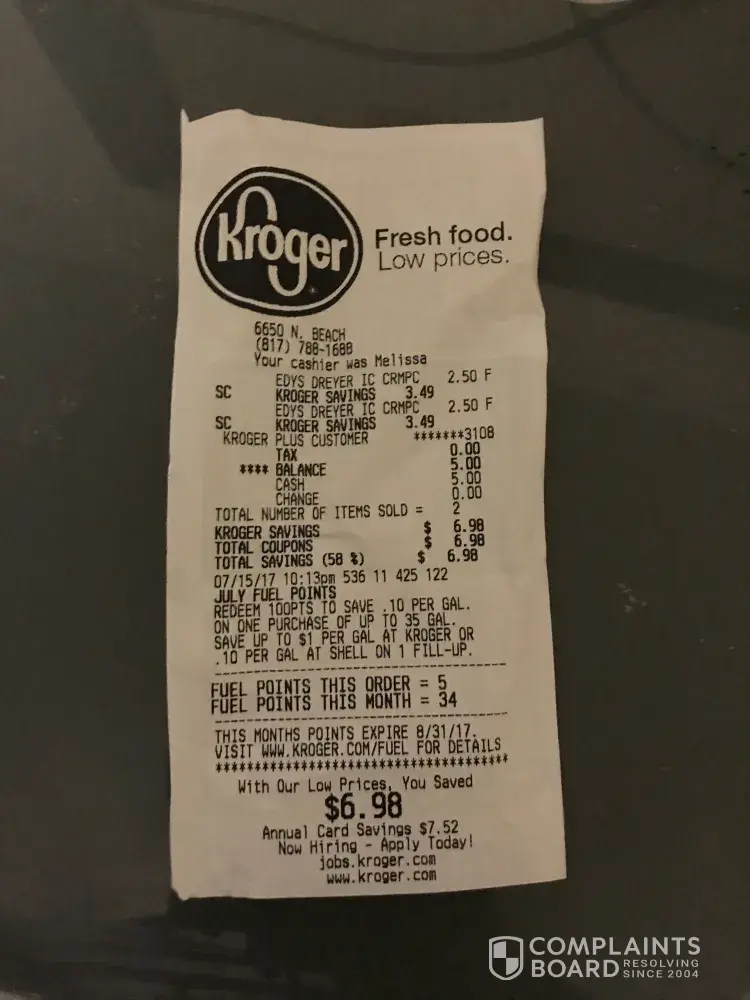 Kroger
Fresh food.
Low prices.
6650 N. BEACH
(817) 788-1688
Your cashier was Melissa
EDYS DREYER IC CRMPC 2.50 F
SC KROGER SAVINGS 3.49
EDYS DREYER IC CRMPC 2.50 F
SC KROGER SAVINGS 3.49
KROGER PLUS CUSTOMER *******3108
TAX 0.00
**** BALANCE 5.00
CASH 5.00
CHANGE 0.00
TOTAL NUMBER OF ITEMS SOLD = 2
KROGER SAVINGS $ 6.98
TOTAL COUPONS $ 6.98
TOTAL SAVINGS (58 %) $ 6.98
07/15/17 10:13pm 536 11 425 122
JULY FUEL POINTS
REDEEM 100PTS TO SAVE .10 PER GAL.
ON ONE PURCHASE OF UP TO 35 GAL.
SAVE UP TO $1 PER GAL AT KROGER OR
.10 PER GAL AT SHELL ON 1 FILL-UP.
----------------------------------------
FUEL POINTS THIS ORDER = 5
FUEL POINTS THIS MONTH = 34
----------------------------------------
THIS MONTHS POINTS EXPIRE 8/31/17.
VISIT WWW.KROGER.COM/FUEL FOR DETAILS
****************************************
With Our Low Prices, You Saved
$6.98
Annual Card Savings $7.52
Now Hiring - Apply Today!
jobs.kroger.com
www.kroger.com
COMPLAINTS
BOARD RESOLVING
SINCE 2004